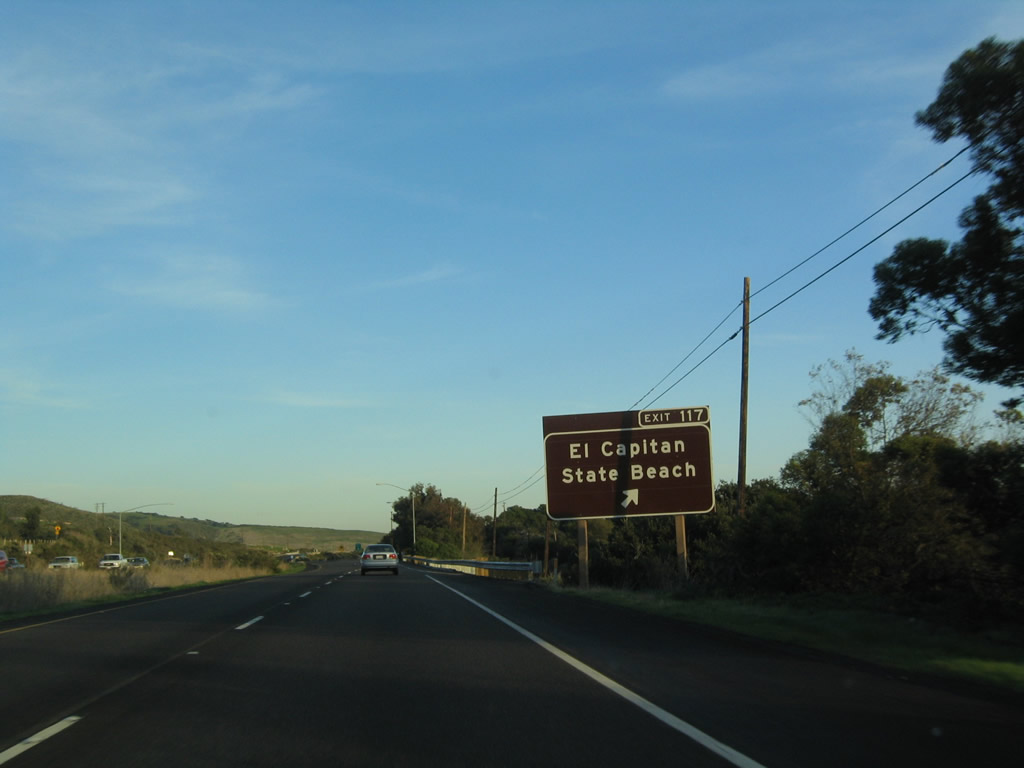 EXIT 117
El Capitan
State Beach